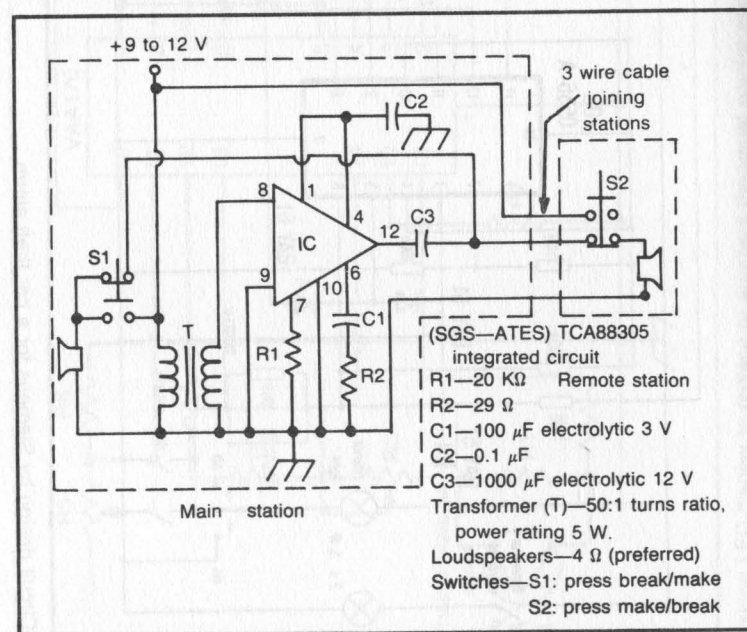 +9 to 12 V
3 wire cable
joining
stations
C2
S2
8
1
4
12
C3
S1
IC
9
6
10
7
C1
T
R1
R2
(SGS—ATES) TCA88305
integrated circuit
R1—20 KΩ Remote station
R2—29 Ω
C1—100 μF electrolytic 3 V
C2—0.1 μF
C3—1000 μF electrolytic 12 V
Main station
Transformer (T)—50:1 turns ratio,
power rating 5 W.
Loudspeakers—4 Ω (preferred)
Switches—S1: press break/make
S2: press make/break